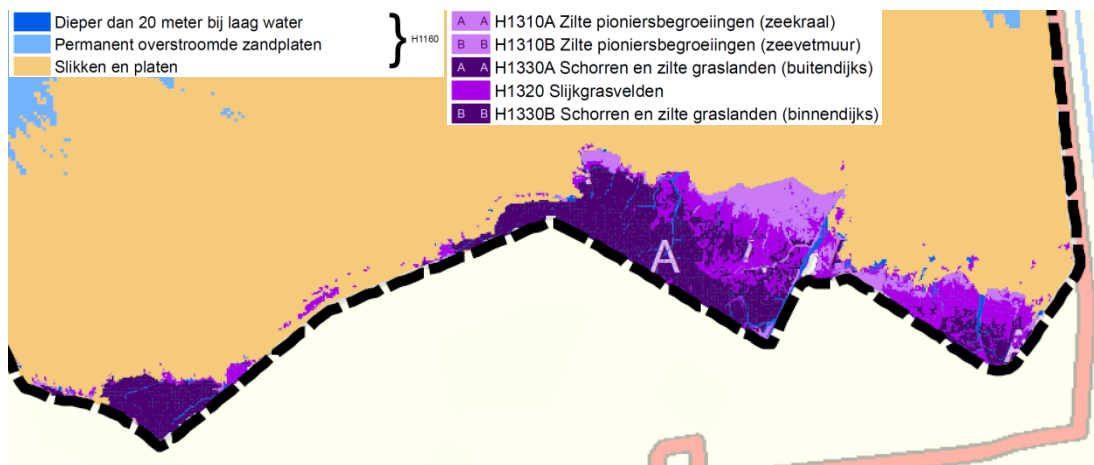 Dieper dan 20 meter bij laag water
Permanent overstroomde zandplaten
Slikken en platen
H1160
A A H1310A Zilte pioniersbegroeiingen (zeekraal)
B B H1310B Zilte pioniersbegroeiingen (zeevetmuur)
A A H1330A Schorren en zilte graslanden (buitendijks)
H1320 Slijkgrasvelden
B B H1330B Schorren en zilte graslanden (binnendijks)
A